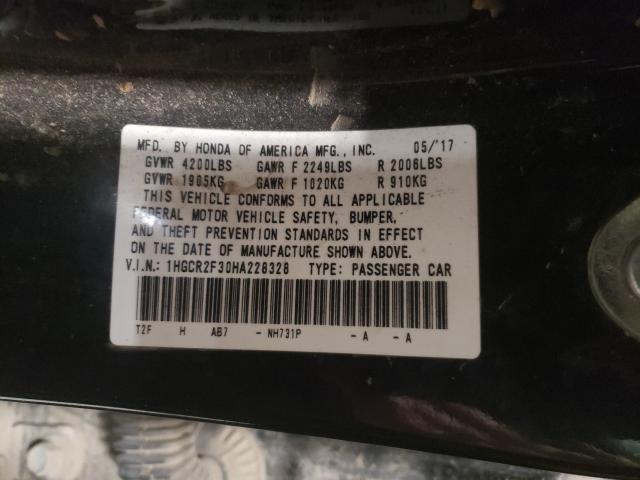 MFD. BY HONDA OF AMERICA MFG., INC. 05/'17
GVWR 4200LBS GAWR F 2249LBS R 2006LBS
GVWR 1905KG GAWR F 1020KG R 910KG
THIS VEHICLE CONFORMS TO ALL APPLICABLE
FEDERAL MOTOR VEHICLE SAFETY, BUMPER,
AND THEFT PREVENTION STANDARDS IN EFFECT
ON THE DATE OF MANUFACTURE SHOWN ABOVE.
V.I.N.: 1HGCR2F30HA226328 TYPE: PASSENGER CAR
T2F H AB7 - NH731P - A - A